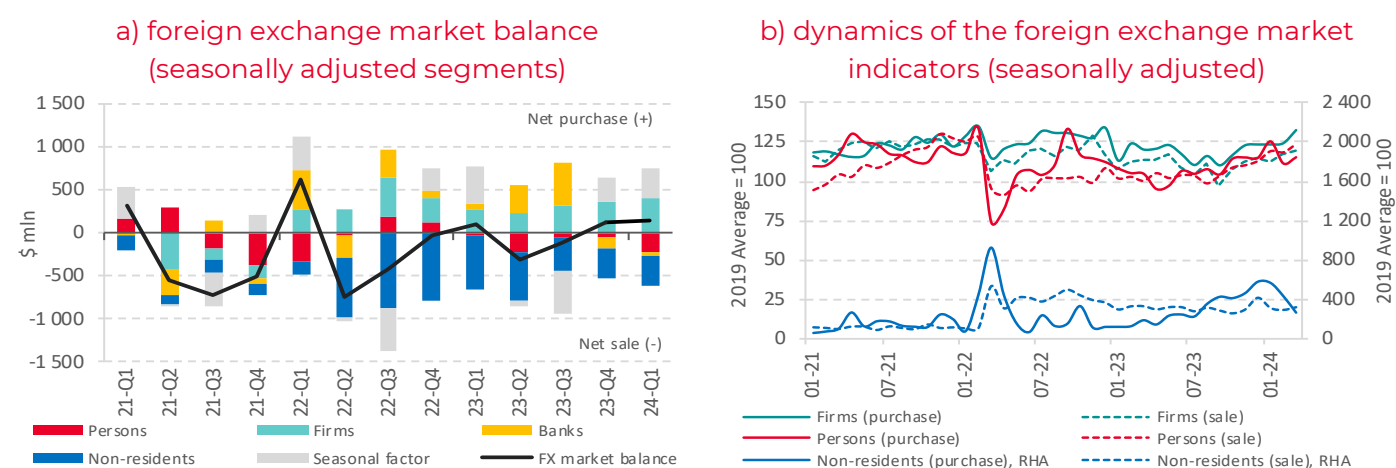 a) foreign exchange market balance
(seasonally adjusted segments)
1 500
1 000
500
0
-500
-1 000
-1 500
$ mln
Net purchase (+)
Net sale (-)
21-Q1
21-Q2
21-Q3
21-Q4
22-Q1
22-Q2
22-Q3
22-Q4
23-Q1
23-Q2
23-Q3
23-Q4
24-Q1
Persons
Firms
Banks
Non-residents
Seasonal factor
FX market balance
b) dynamics of the foreign exchange market
indicators (seasonally adjusted)
150
125
100
75
50
25
0
2019 Average= 100
2 400
2 000
1 600
1 200
800
400
0
2019 Average= 100
01-21
07-21
01-22
07-22
01-23
07-23
01-24
Firms (purchase)
Firms (sale)
Persons (purchase)
Persons (sale)
Non-residents (purchase), RHA
Non-residents (sale), RHA